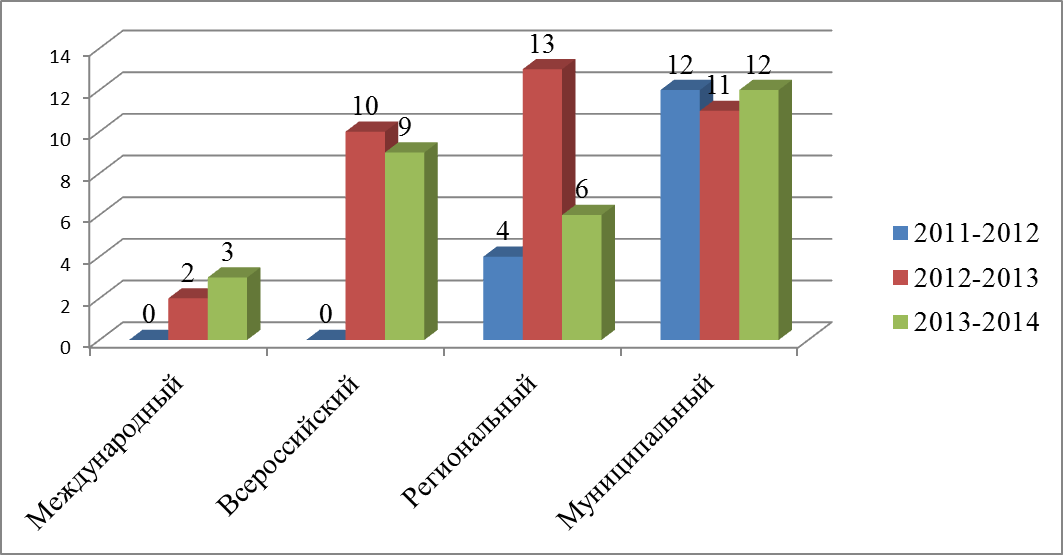 14
12
10
8
6
4
2
0
0 2 3
0 10 9
4 13 6
12 11 12
Международный
Всероссийский
Региональный
Муниципальный
2011-2012
2012-2013
2013-2014